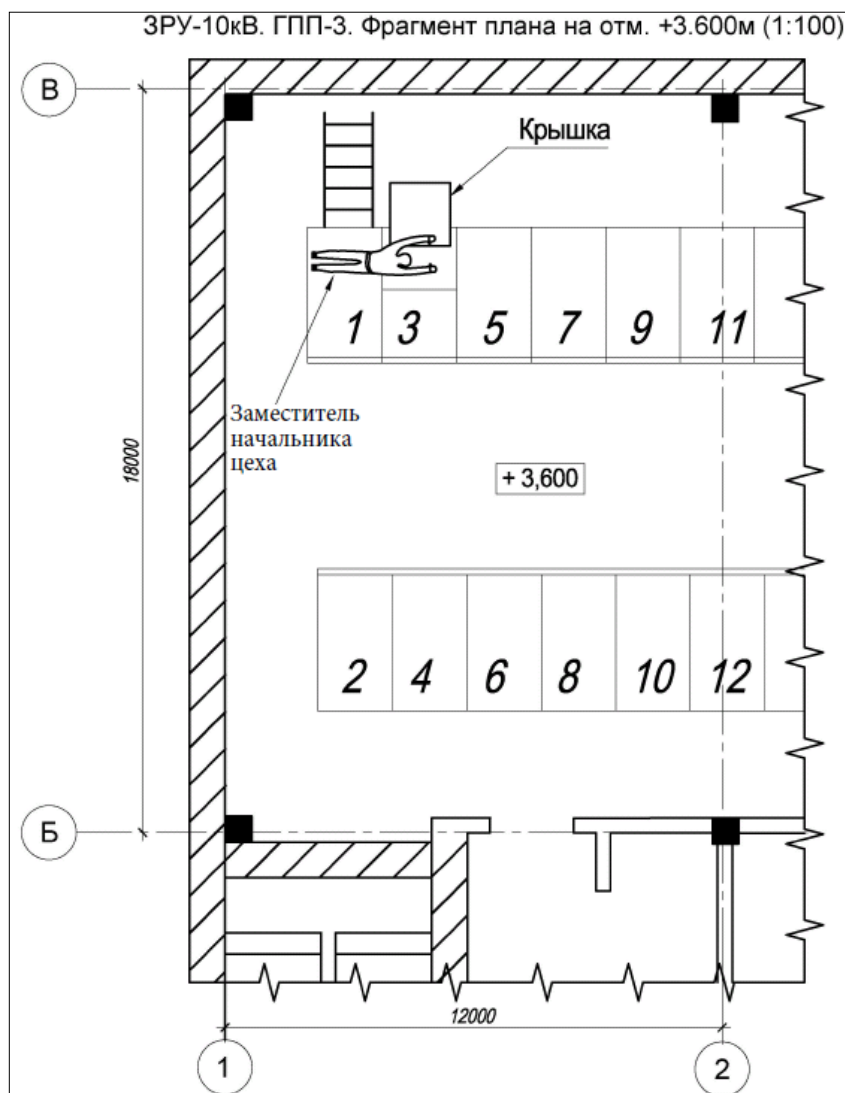 ЗРУ-10кВ. ГПП-3. Фрагмент плана на отм. +3.600м (1:100)
В
Крышка
1 3 5 7 9 11
Заместитель
начальника
цеха
18000
+ 3,600
2 4 6 8 10 12
Б
12000
1 2